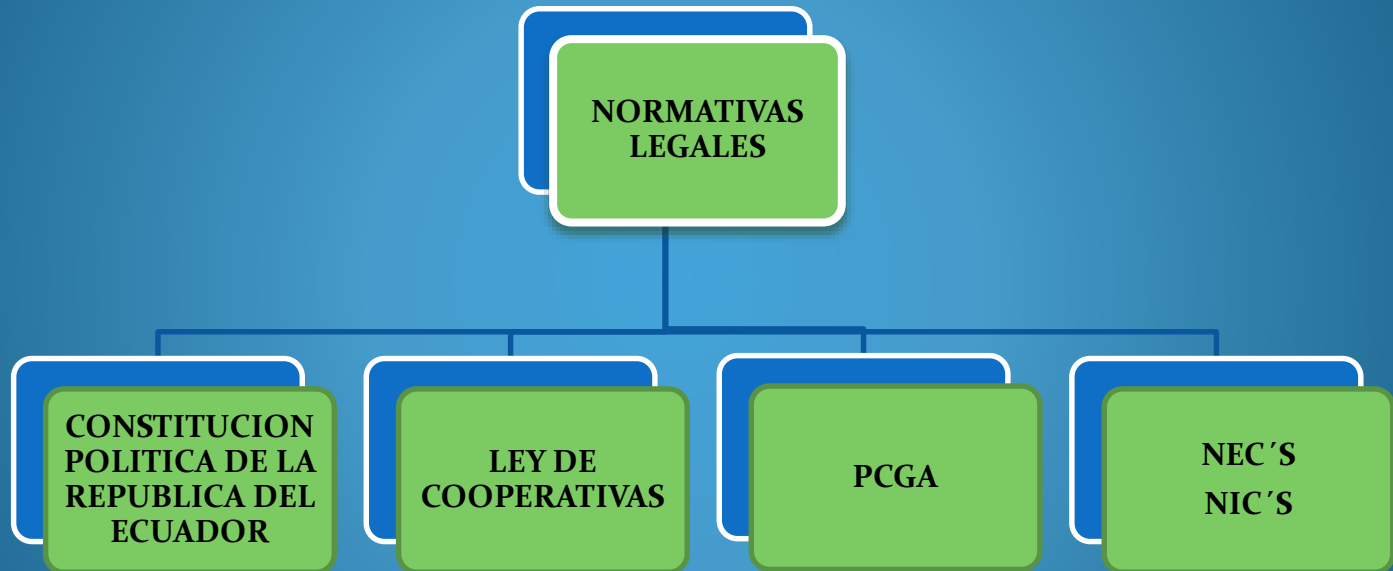 NORMATIVAS
LEGALES
CONSTITUCION
POLITICA DE LA
REPUBLICA DEL
ECUADOR
LEY DE
COOPERATIVAS
PCGA
NEC´S
NIC´S